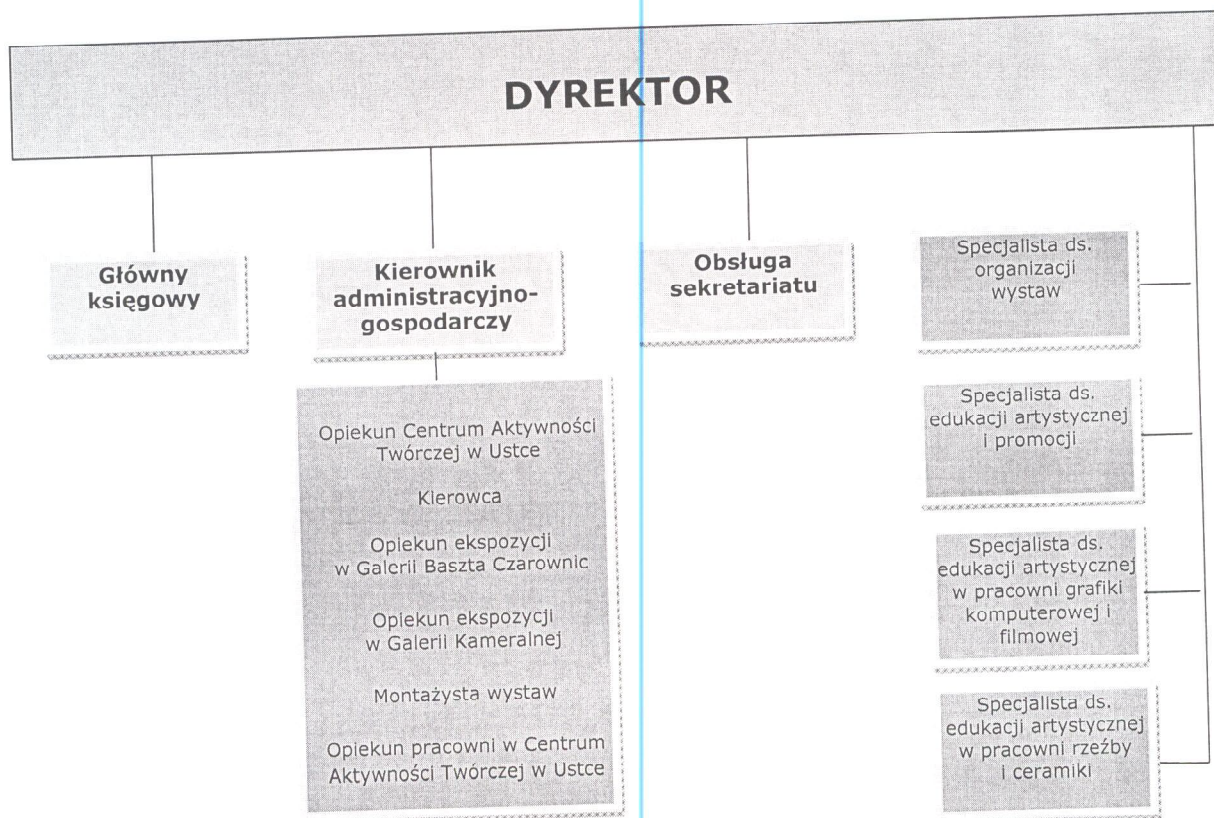 DYREKTOR
Główny
księgowy
Kierownik
administracyjno-
gospodarczy
Obsługa
sekretariatu
Opiekun Centrum Aktywności
Twórczej w Ustce
Kierowca
Opiekun ekspozycji
w Galerii Baszta Czarownic
Opiekun ekspozycji
w Galerii Kameralnej
Montażysta wystaw
Opiekun pracowni w Centrum
Aktywności Twórczej w Ustce
Specjalista ds.
organizacji
wystaw
Specjalista ds.
edukacji artystycznej
i promocji
Specjalista ds.
edukacji artystycznej
w pracowni grafiki
komputerowej i
filmowej
Specjalista ds.
edukacji artystycznej
w pracowni rzeźby
i ceramiki